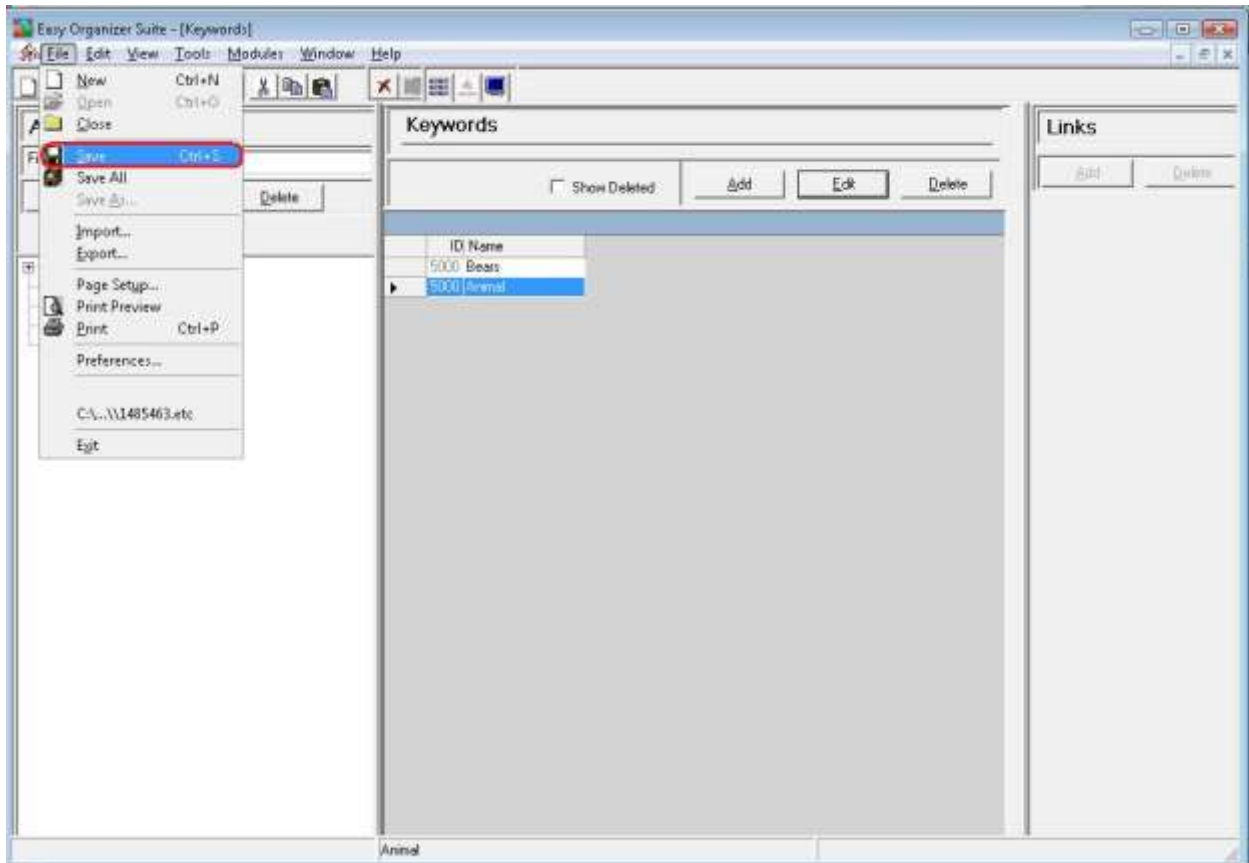 Easy Organizer Suite - [Keywords]
File Edit View Tools Modules Window Help
New Ctrl+N
Open Ctrl+O
Close
Save Ctrl+S
Save All
Save As...
Import...
Export...
Page Setup...
Print Preview
Print Ctrl+P
Preferences...
C:\...\\1485463.etc
Exit
Delete
Keywords
Show Deleted Add Edit Delete
ID Name
5000 Bears
5000 Animal
Links
Add Delete
Animal